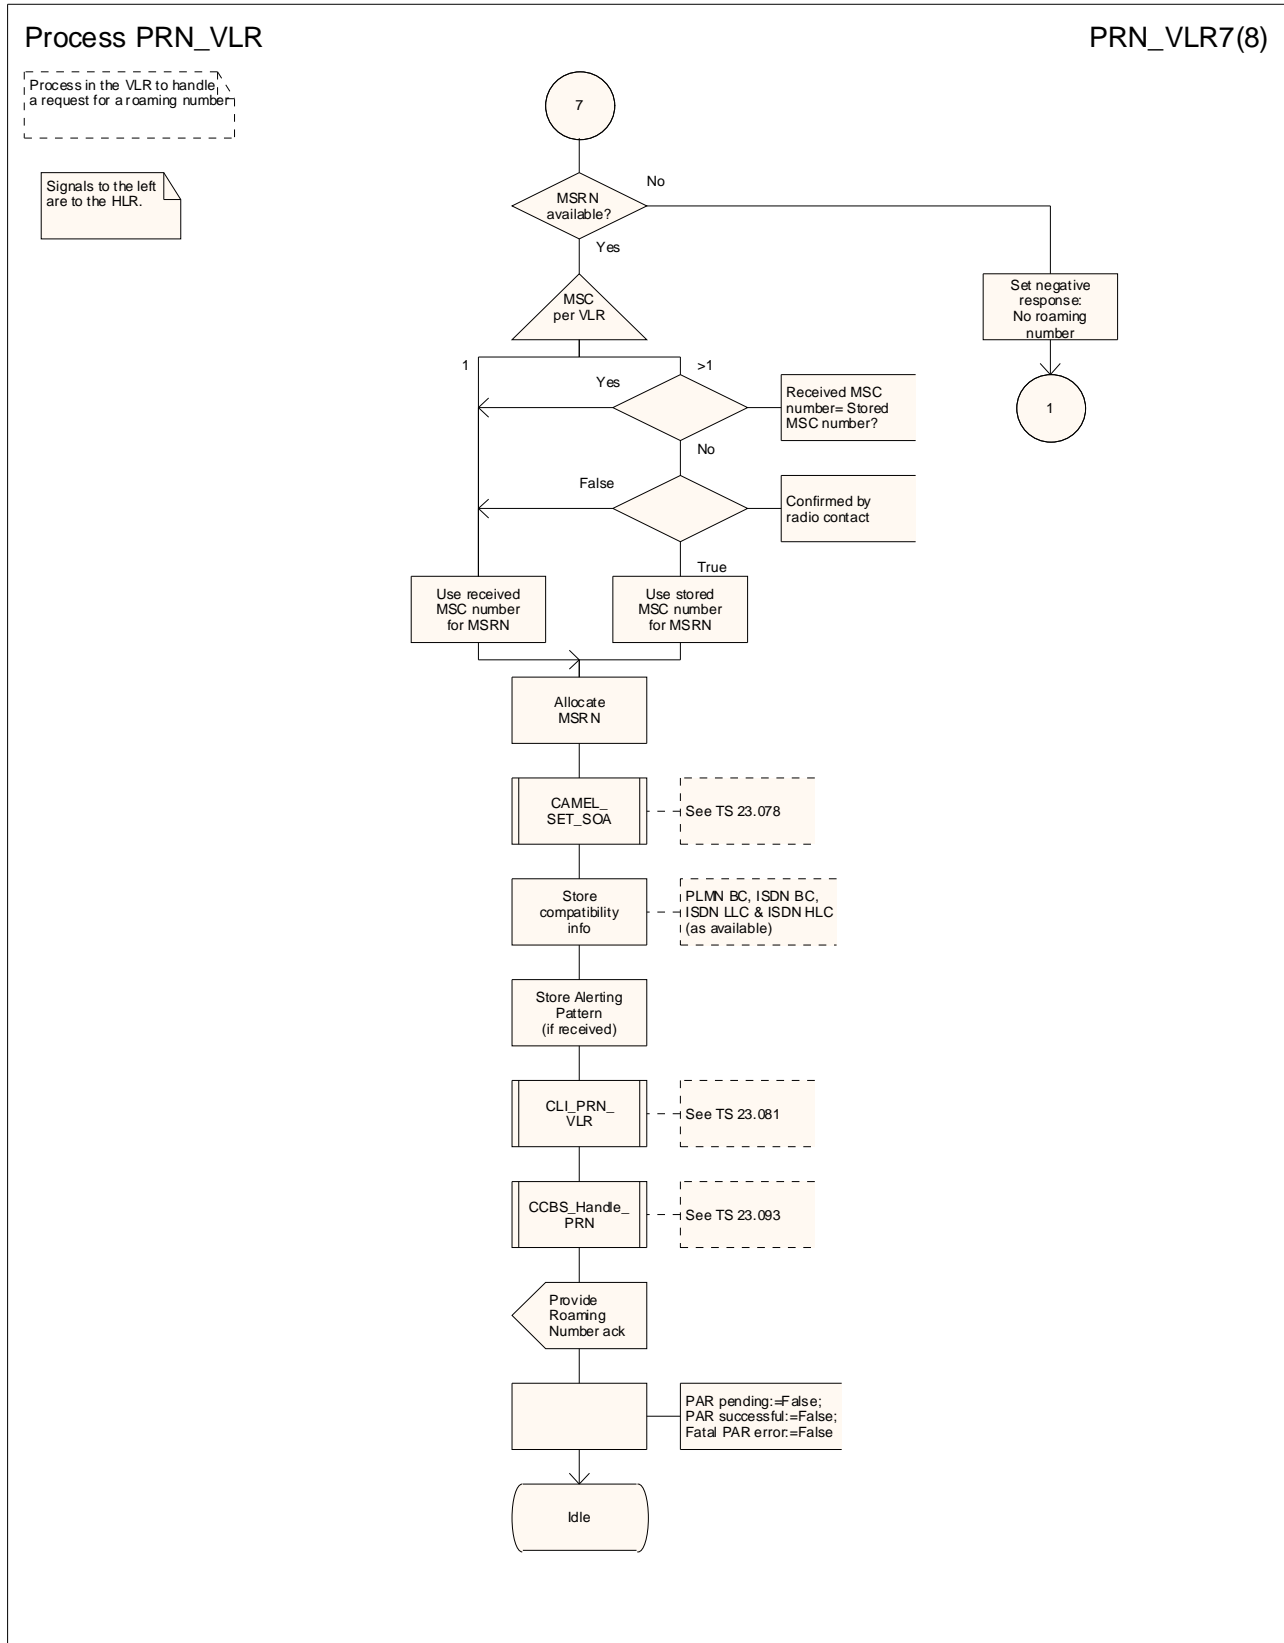 Process PRN_VLR
PRN_VLR7(8)
Process in the VLR to handle
a request for a roaming number
7
Signals to the left
are to the HLR.
No
MSRN
available?
Yes
MSC
per VLR
Set negative
response:
No roaming
number
1
>1
Yes
Received MSC
number= Stored
MSC number?
1
No
False
Confirmed by
radio contact
True
Use received
MSC number
for MSRN
Use stored
MSC number
for MSRN
Allocate
MSRN
CAMEL_
SET_SOA
See TS 23.078
Store
compatibility
info
PLMN BC, ISDN BC,
ISDN LLC & ISDN HLC
(as available)
Store Alerting
Pattern
(if received)
CLI_PRN_
VLR
See TS 23.081
CCBS_Handle_
PRN
See TS 23.093
Provide
Roaming
Number ack
PAR pending:=False;
PAR successful:=False;
Fatal PAR error:=False
Idle